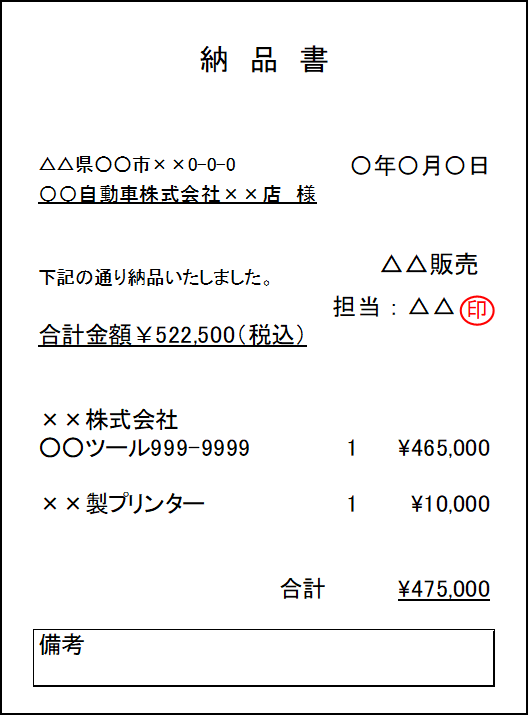 納 品 書
△△県〇〇市××0-0-0
〇年〇月〇日
〇〇自動車株式会社××店 様
△△販売
下記の通り納品いたしました。
担当:△△ 印
合計金額￥522,500(税込)
××株式会社
〇〇ツール999-9999 1 ¥465,000
××製プリンター 1 ¥10,000
合計 ¥475,000
備考